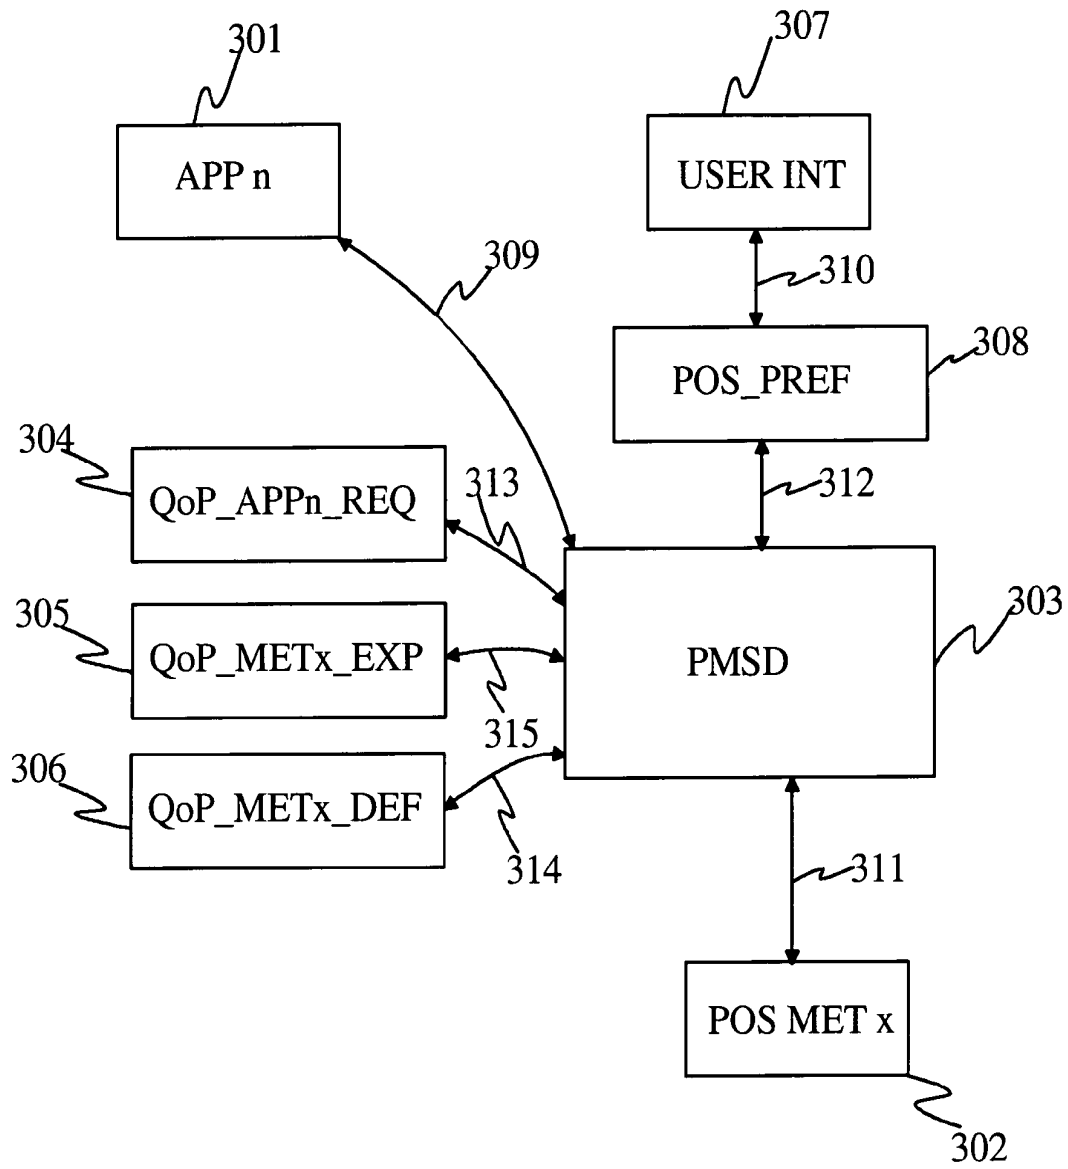 301
307
APP n
USER INT
309
310
308
POS_PREF
304
313
312
QoP_APPn_REQ
305
303
QoP_METx_EXP
PMSD
315
306
QoP_METx_DEF
314
311
POS MET x
302